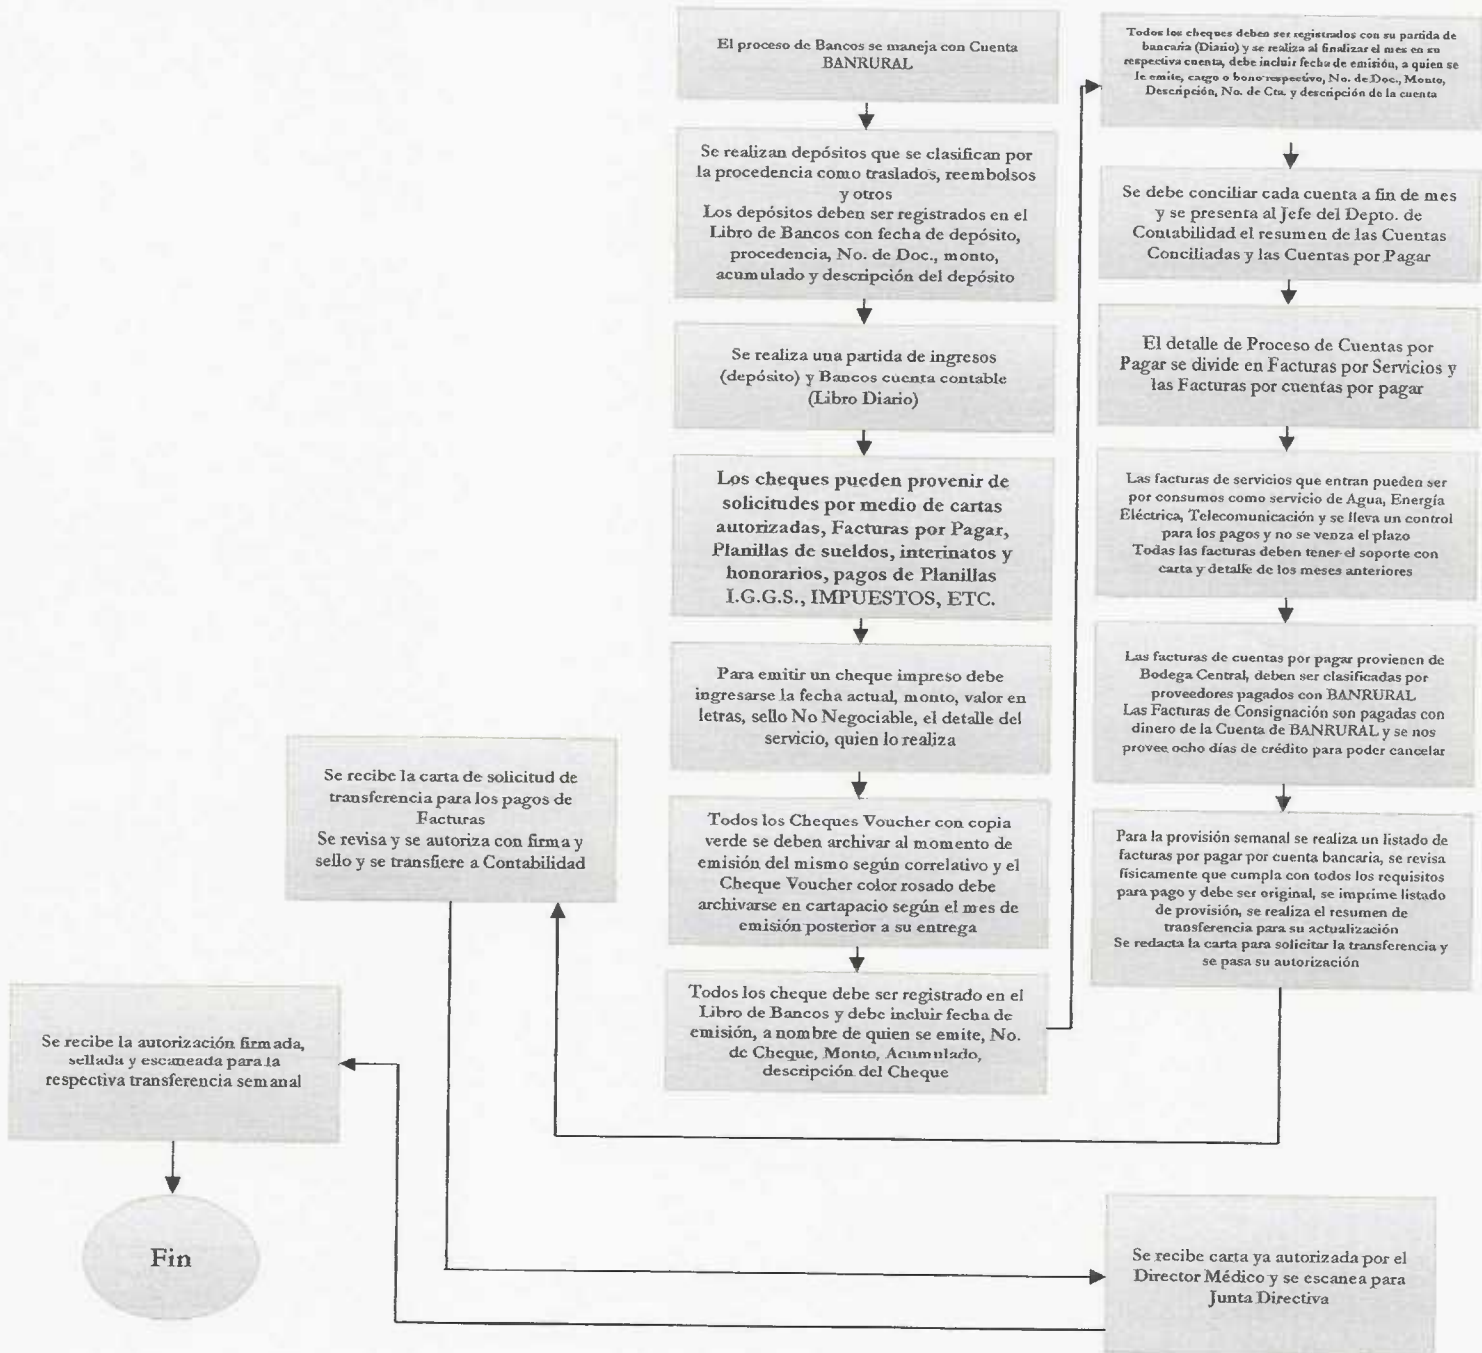 El proceso de Bancos se maneja con Cuenta
BANRURAL
Se realizan depósitos que se clasifican por
la procedencia como traslados, reembolsos
y otros
Los depósitos deben ser registrados en el
Libro de Bancos con fecha de depósito,
procedencia, No. de Doc., monto,
acumulado y descripción del depósito
Se realiza una partida de ingresos
(depósito) y Bancos cuenta contable
(Libro Diario)
Los cheques pueden provenir de
solicitudes por medio de cartas
autorizadas, Facturas por Pagar,
Planillas de sueldos, interinatos y
honorarios, pagos de Planillas
I.G.G.S., IMPUESTOS, ETC.
Para emitir un cheque impreso debe
ingresarse la fecha actual, monto, valor en
letras, sello No Negociable, el detalle del
servicio, quien lo realiza
Todos los Cheques Voucher con copia
verde se deben archivar al momento de
emisión del mismo según correlativo y el
Cheque Voucher color rosado debe
archivarse en cartapacio según el mes de
emisión posterior a su entrega
Todos los cheque debe ser registrado en el
Libro de Bancos y debe incluir fecha de
emisión, a nombre de quien se emite, No.
de Cheque, Monto, Acumulado,
descripción del Cheque
Todos los cheques deben ser registrados con su partida de
bancaria (Diario) y se realiza al finalizar el mes en su
respectiva cuenta, debe incluir fecha de emisión, a quien se
le emite, cargo o bono respectivo, No. de Doc., Monto,
Descripción, No. de Cta. y descripción de la cuenta
Se debe conciliar cada cuenta a fin de mes
y se presenta al Jefe del Depto. de
Contabilidad el resumen de las Cuentas
Conciliadas y las Cuentas por Pagar
El detalle de Proceso de Cuentas por
Pagar se divide en Facturas por Servicios y
las Facturas por cuentas por pagar
Las facturas de servicios que entran pueden ser
por consumos como servicio de Agua, Energía
Eléctrica, Telecomunicación y se lleva un control
para los pagos y no se venza el plazo
Todas las facturas deben tener el soporte con
carta y detalle de los meses anteriores
Las facturas de cuentas por pagar provienen de
Bodega Central, deben ser clasificadas por
proveedores pagados con BANRURAL
Las Facturas de Consignación son pagadas con
dinero de la Cuenta de BANRURAL y se nos
provee ocho días de crédito para poder cancelar
Para la provisión semanal se realiza un listado de
facturas por pagar por cuenta bancaria, se revisa
físicamente que cumpla con todos los requisitos
para pago y debe ser original, se imprime listado
de provisión, se realiza el resumen de
transferencia para su actualización
Se redacta la carta para solicitar la transferencia y
se pasa su autorización
Se recibe la carta de solicitud de
transferencia para los pagos de
Facturas
Se revisa y se autoriza con firma y
sello y se transfiere a Contabilidad
Se recibe carta ya autorizada por el
Director Médico y se escanea para
Junta Directiva
Se recibe la autorización firmada,
sellada y escaneada para la
respectiva transferencia semanal
Fin